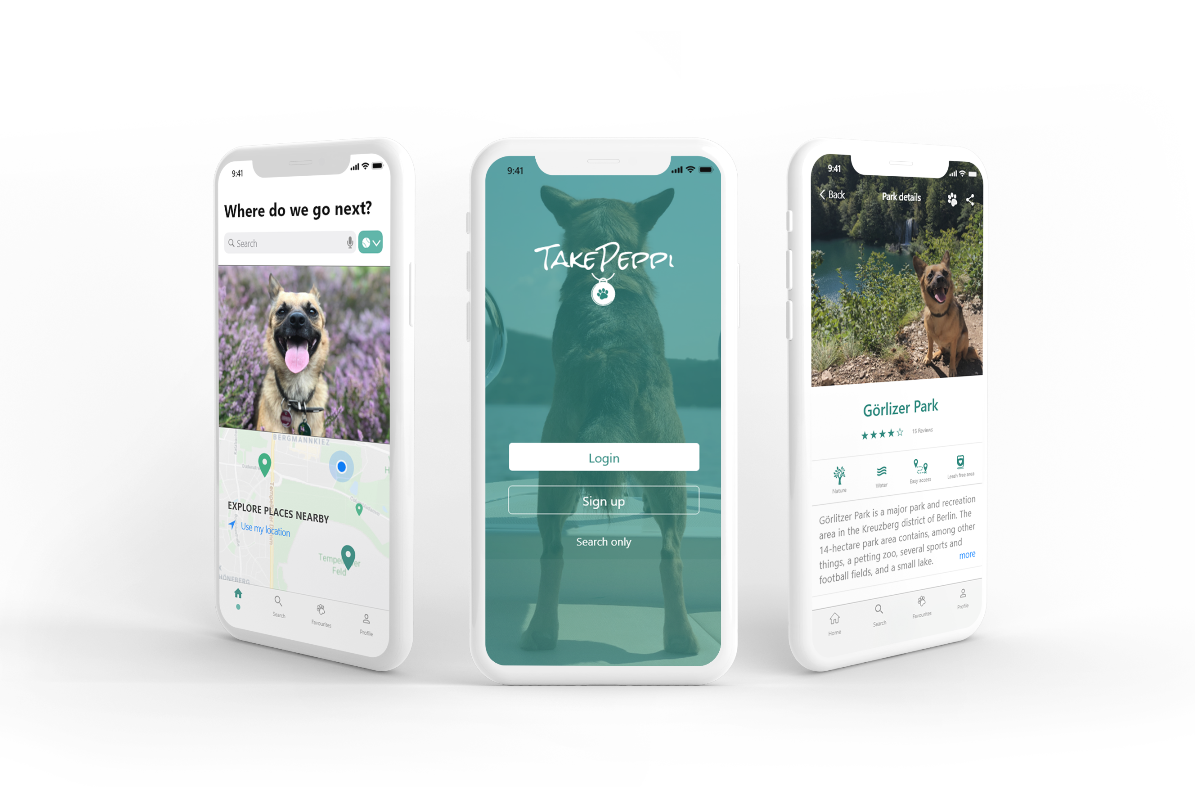 9:41
Where do we go next?
Search
BERGMANNKIEZ
EXPLORE PLACES NEARBY
Use my location
Tempe
Feld
Search
Favourites
Profile
9:41
TAKEPEPPI
Login
Sign up
Search only
9:41
Back
Park details
Görlizer Park
Reviews
Nature
Water
Easy access
Leash free area
Görlitzer Park is a major park and recreation
area in the Kreuzberg district of Berlin. The
14-hectare park area contains, among other
things, a petting zoo, several sports and
football fields, and a small lake. more
Home
Search
Favourites
Profile